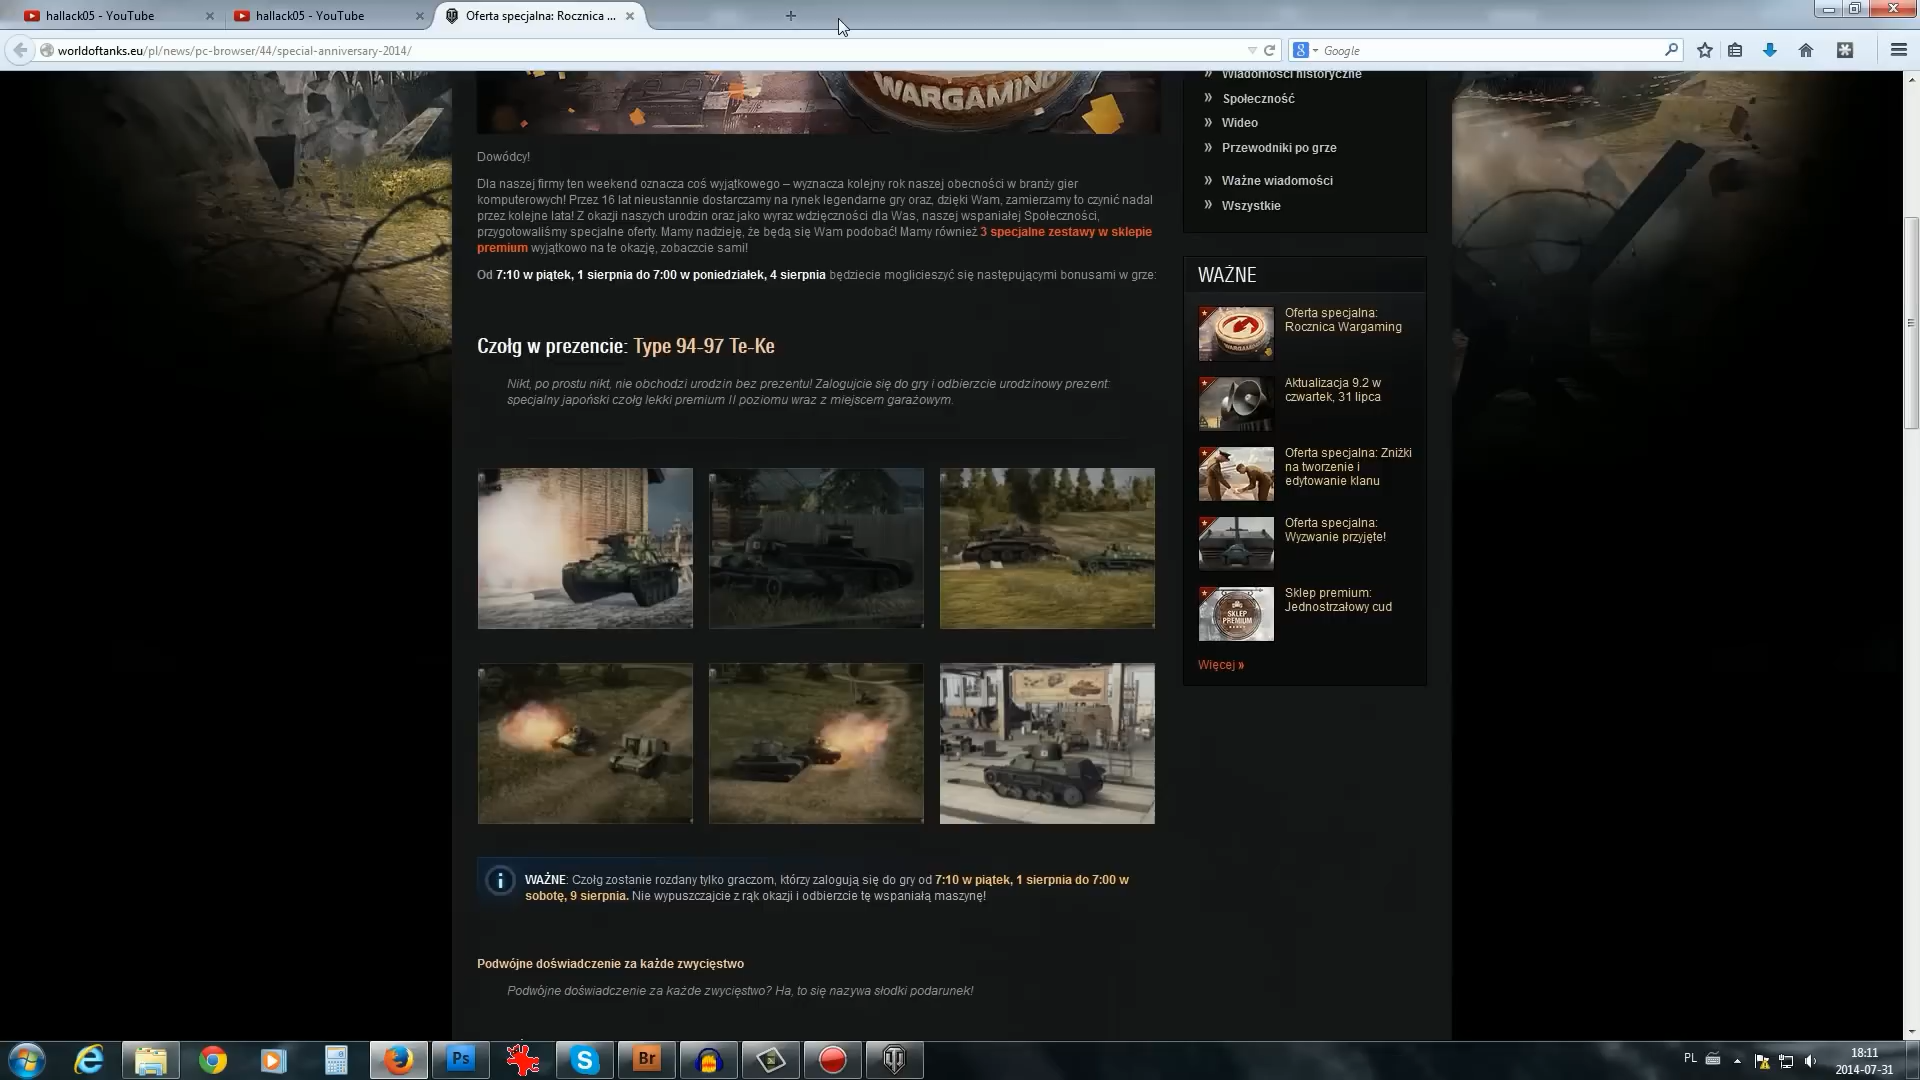 hallack05 - YouTube
hallack05 - YouTube
Oferta specjalna: Rocznica ...
worldoftanks.eu/pl/news/pc-browser/44/special-anniversary-2014/
Google
WARGAMING
Dowódcy!
Dla naszej firmy ten weekend oznacza coś wyjątkowego – wyznacza kolejny rok naszej obecności w branży gier
komputerowych! Przez 16 lat nieustannie dostarczamy na rynek legendarne gry oraz, dzięki Wam, zamierzamy to czynić nadal
przez kolejne lata! Z okazji naszych urodzin oraz jako wyraz wdzięczności dla Was, naszej wspaniałej Społeczności,
przygotowaliśmy specjalne oferty. Mamy nadzieję, że będą się Wam podobać! Mamy również 3 specjalne zestawy w sklepie
premium wyjątkowo na te okazję, zobaczcie sami!
Od 7:10 w piątek, 1 sierpnia do 7:00 w poniedziałek, 4 sierpnia będziecie moglicieszyć się następującymi bonusami w grze:
Czołg w prezencie: Type 94-97 Te-Ke
Nikt, po prostu nikt, nie obchodzi urodzin bez prezentu! Zalogujcie się do gry i odbierzcie urodzinowy prezent:
specjalny japoński czołg lekki premium II poziomu wraz z miejscem garażowym.
WAŻNE: Czołg zostanie rozdany tylko graczom, którzy zalogują się do gry od 7:10 w piątek, 1 sierpnia do 7:00 w
sobotę, 9 sierpnia. Nie wypuszczajcie z rąk okazji i odbierzcie tę wspaniałą maszynę!
Podwójne doświadczenie za każde zwycięstwo
Podwójne doświadczenie za każde zwycięstwo? Ha, to się nazywa słodki podarunek!
Wiadomości historyczne
Społeczność
Wideo
Przewodniki po grze
Ważne wiadomości
Wszystkie
WAŻNE
Oferta specjalna:
Rocznica Wargaming
Aktualizacja 9.2 w
czwartek, 31 lipca
Oferta specjalna: Zniżki
na tworzenie i
edytowanie klanu
Oferta specjalna:
Wyzwanie przyjęte!
SKLEP
PREMIUM
Sklep premium:
Jednostrzałowy cud
Więcej »
Ps
Br
PL
18:11
2014-07-31